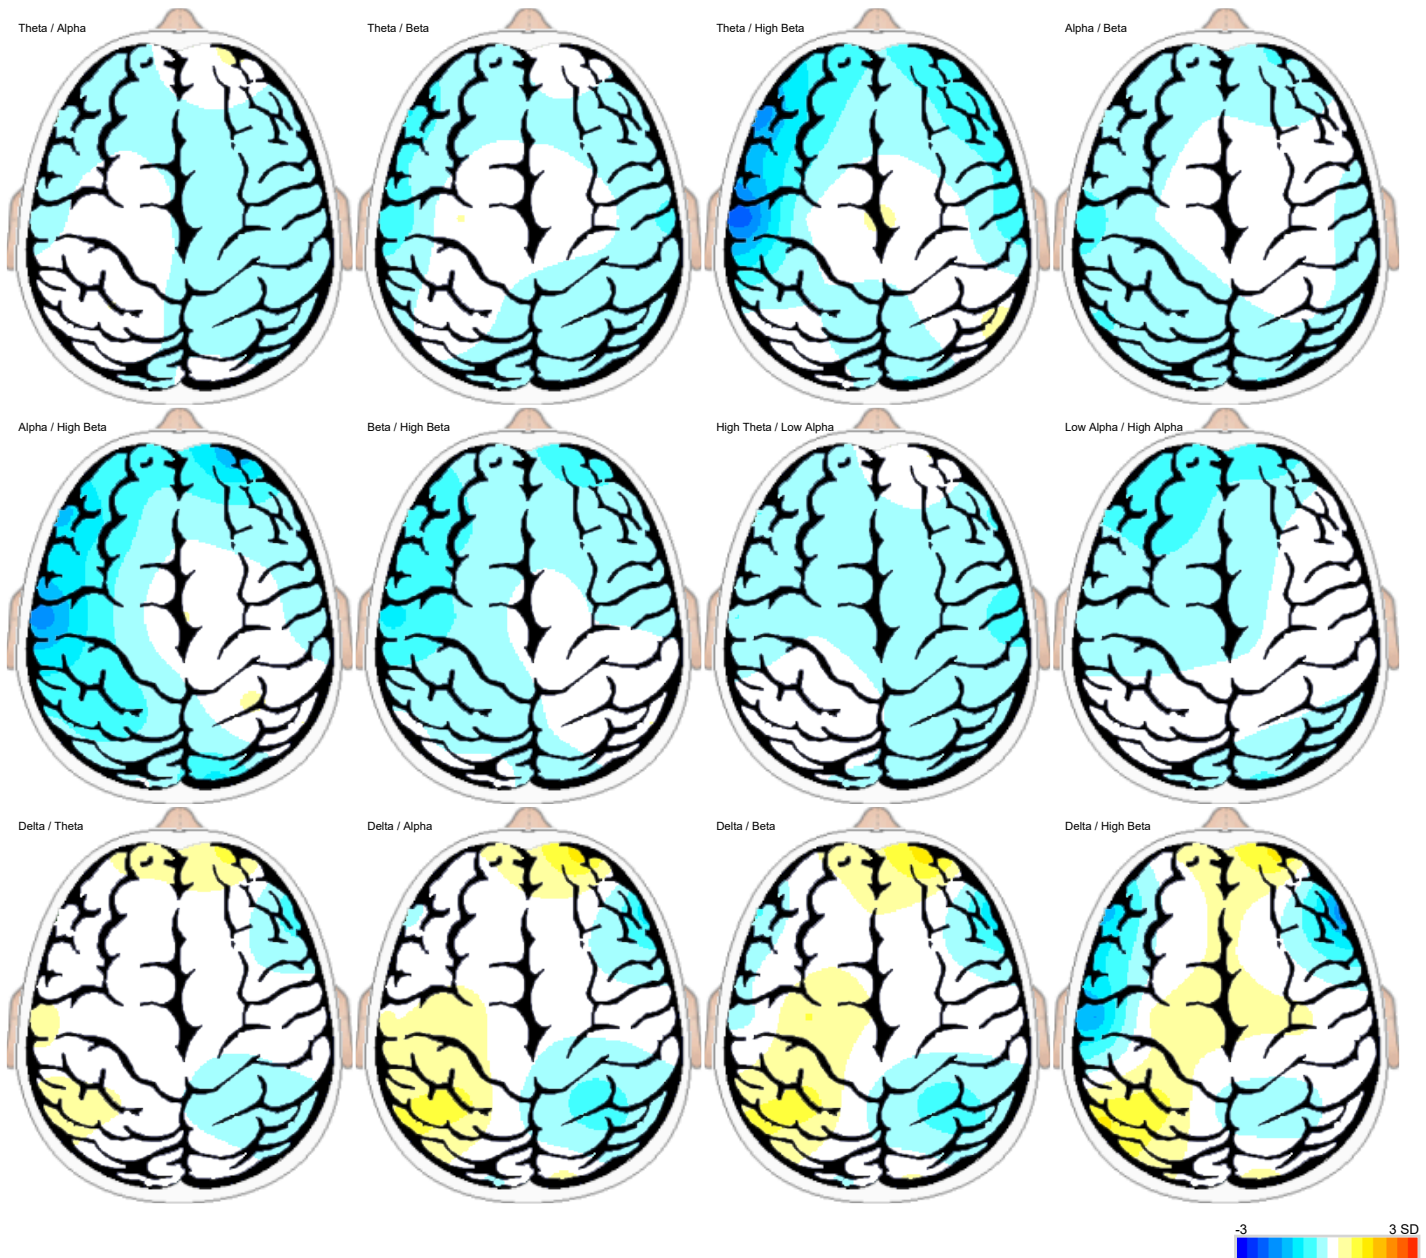 Theta / Alpha
Theta / Beta
Theta / High Beta
Alpha / Beta
Alpha / High Beta
Beta / High Beta
High Theta / Low Alpha
Low Alpha / High Alpha
Delta / Theta
Delta / Alpha
Delta / Beta
Delta / High Beta
-3
3 SD